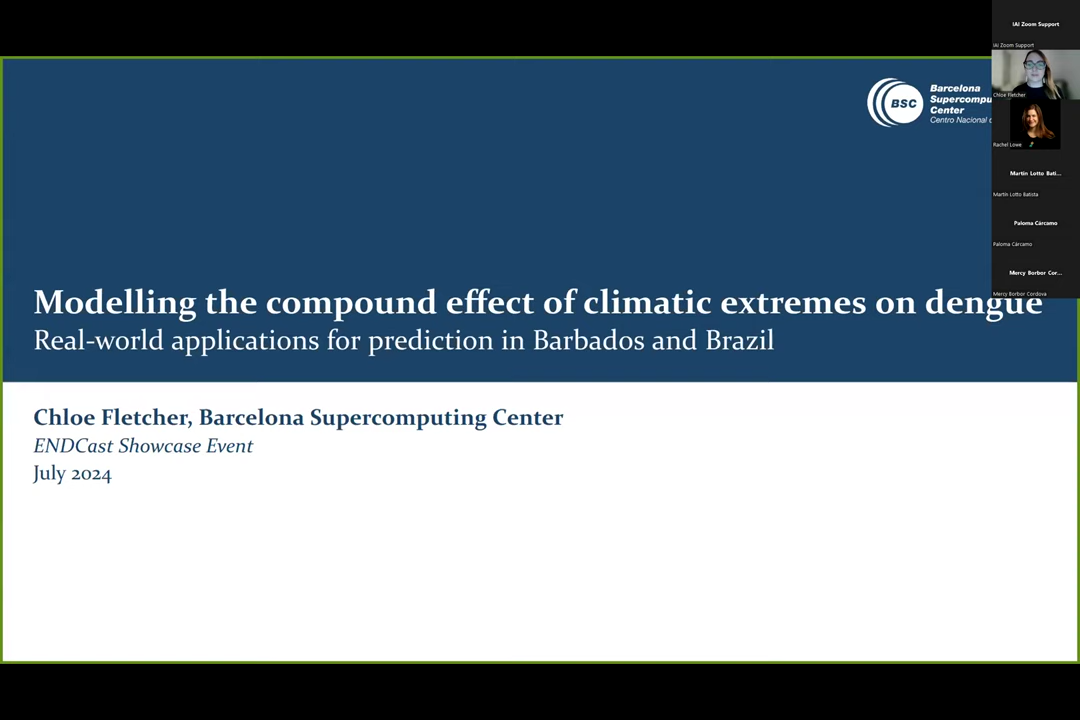 IAI Zoom Support
IAI Zoom Support
Chloe Fletcher
Rachel Lowe
Martin Lotto Bati...
Martin Lotto Batista
Paloma Cárcamo
Paloma Cárcamo
Mercy Borbor Cor...
Mercy Borbor Cordova
BSC
Barcelona
Supercompu
Center
Centro Nacional
Modelling the compound effect of climatic extremes on dengue
Real-world applications for prediction in Barbados and Brazil
Chloe Fletcher, Barcelona Supercomputing Center
ENDCast Showcase Event
July 2024